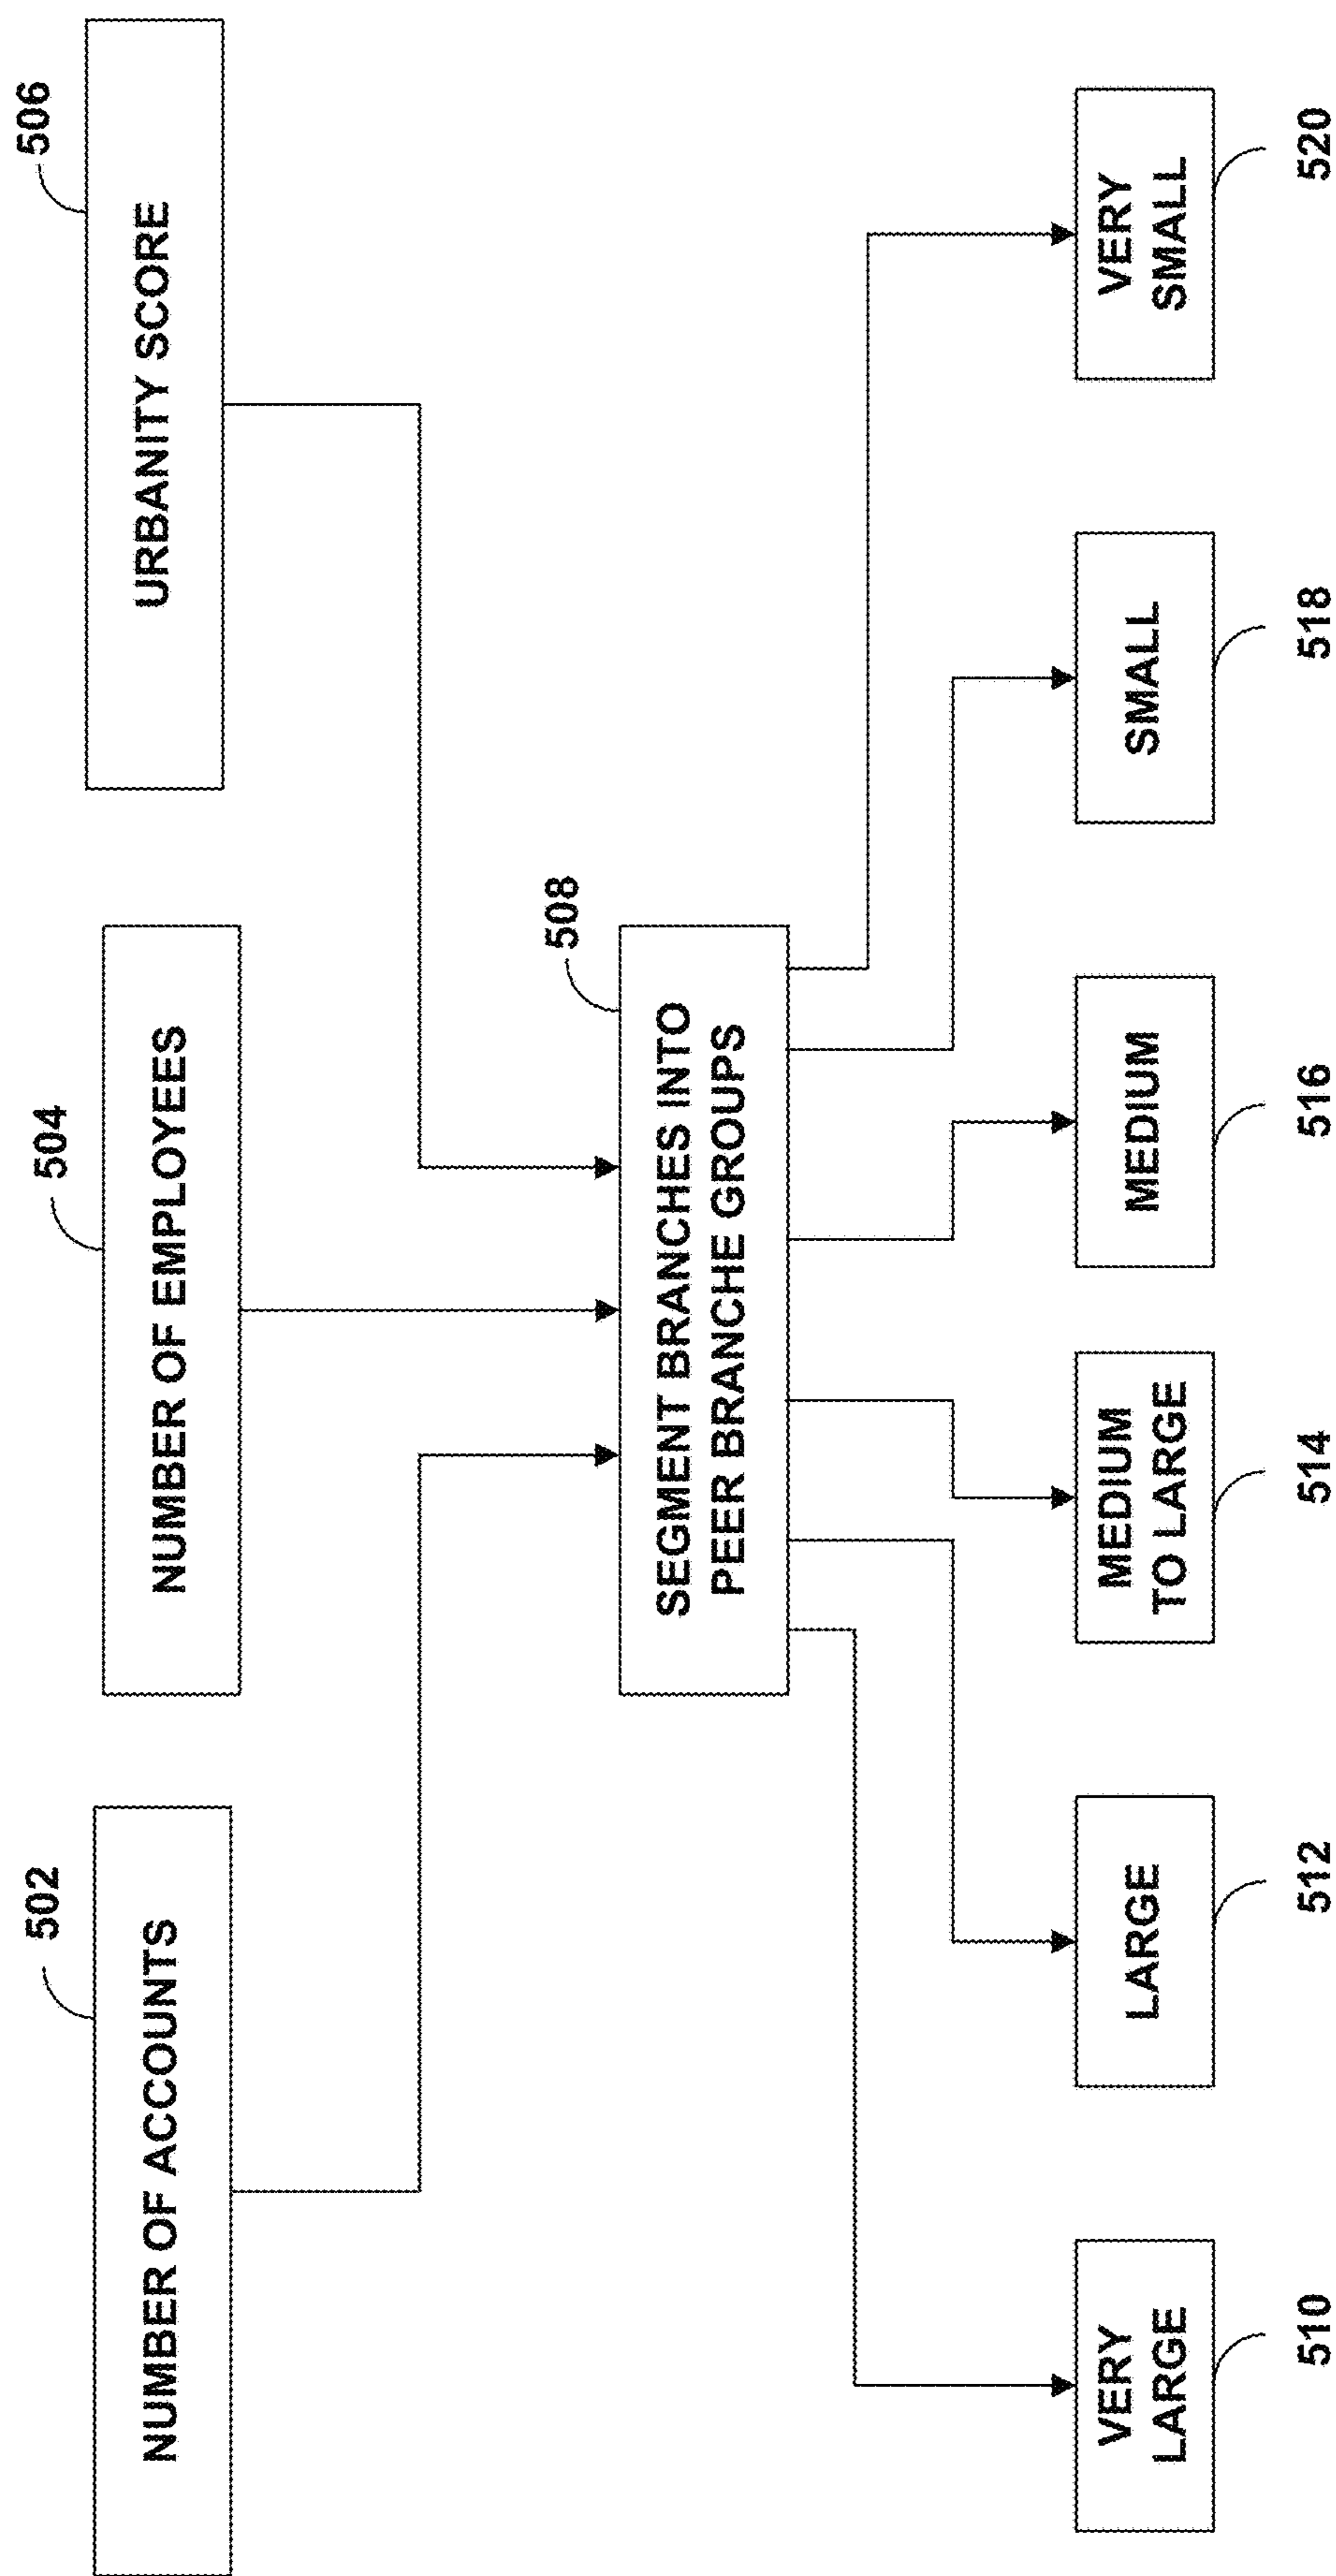 502
NUMBER OF ACCOUNTS
504
NUMBER OF EMPLOYEES
506
URBANITY SCORE
508
SEGMENT BRANCHES INTO
PEER BRANCHE GROUPS
VERY
LARGE
510
LARGE
512
MEDIUM
TO LARGE
514
MEDIUM
516
SMALL
518
VERY
SMALL
520